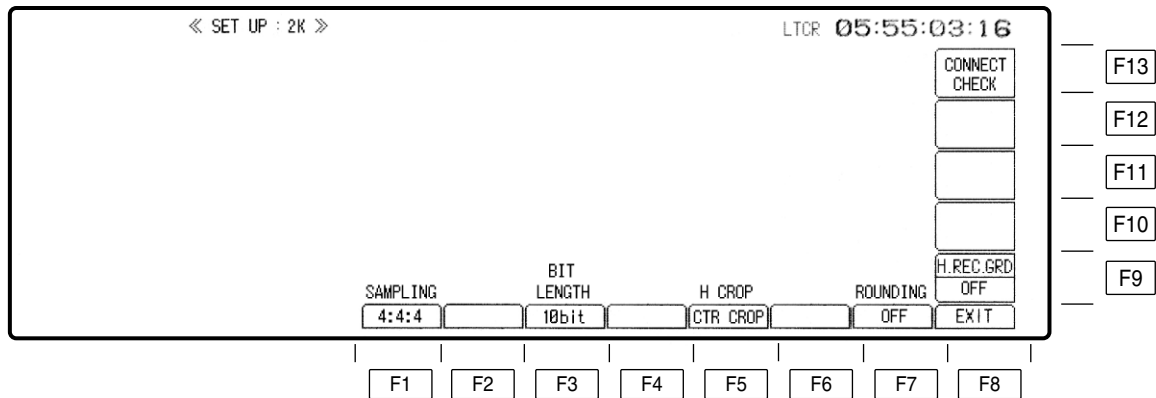 ≪ SET UP : 2K ≫ LTCR 05:55:03:16
CONNECT
CHECK
F13
F12
F11
F10
H.REC.GRD
OFF
F9
BIT
SAMPLING LENGTH H CROP ROUNDING
4:4:4 10bit CTR CROP OFF EXIT
F1 F2 F3 F4 F5 F6 F7 F8